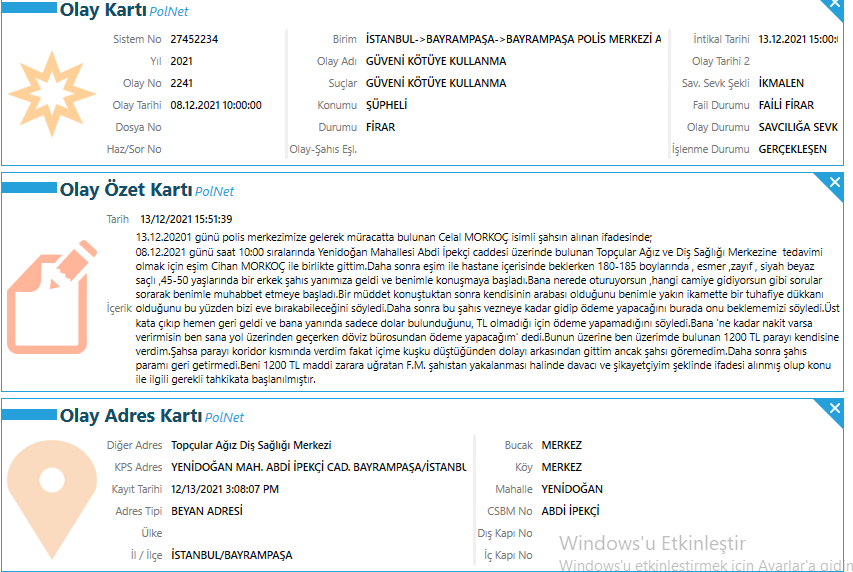 Olay Kartı PolNet
Sistem No 27452234
Yıl 2021
Olay No 2241
Olay Tarihi 08.12.2021 10:00:00
Dosya No
Haz/Sor No
Birim İSTANBUL->BAYRAMPAŞA->BAYRAMPAŞA POLİS MERKEZİ A
Olay Adı GÜVENİ KÖTÜYE KULLANMA
Suçlar GÜVENİ KÖTÜYE KULLANMA
Konumu ŞÜPHELİ
Durumu FİRAR
Olay-Şahıs Eşl.
İntikal Tarihi 13.12.2021 15:00:
Olay Tarihi 2
Sav. Sevk Şekli İKMALEN
Fail Durumu FAİLİ FİRAR
Olay Durumu SAVCILIĞA SEVK
İşlenme Durumu GERÇEKLEŞEN
Olay Özet Kartı PolNet
Tarih 13/12/2021 15:51:39
İçerik
13.12.20201 günü polis merkezimize gelerek müracatta bulunan Celal MORKOÇ isimli şahsın alınan ifadesinde;
08.12.2021 günü saat 10:00 sıralarında Yenidoğan Mahallesi Abdi İpekçi caddesi üzerinde bulunan Topçular Ağız ve Diş Sağlığı Merkezine tedavimi
olmak için eşim Cihan MORKOÇ ile birlikte gittim.Daha sonra eşim ile hastane içerisinde beklerken 180-185 boylarında , esmer ,zayıf , siyah beyaz
saçlı ,45-50 yaşlarında bir erkek şahıs yanımıza geldi ve benimle konuşmaya başladı.Bana nerede oturuyorsun ,hangi camiye gidiyorsun gibi sorular
sorarak benimle muhabbet etmeye başladı.Bir müddet konuştuktan sonra kendisinin arabası olduğunu benimle yakın ikamette bir tuhafiye dükkanı
olduğunu bu yüzden bizi eve bırakabileceğini söyledi.Daha sonra bu şahıs vezneye kadar gidip ödeme yapacağını burada onu beklememizi söyledi.Üst
kata çıkıp hemen geri geldi ve bana yanında sadece dolar bulunduğunu, TL olmadığı için ödeme yapamadığını söyledi.Bana 'ne kadar nakit varsa
verirmisin ben sana yol üzerinden geçerken döviz bürosundan ödeme yapacağım' dedi.Bunun üzerine ben üzerimde bulunan 1200 TL parayı kendisine
verdim.Şahsa parayı koridor kısmında verdim fakat içime kuşku düştüğünden dolayı arkasından gittim ancak şahsı göremedim.Daha sonra şahıs
paramı geri getirmedi.Beni 1200 TL maddi zarara uğratan F.M. şahıstan yakalanması halinde davacı ve şikayetçiyim şeklinde ifadesi alınmış olup konu
ile ilgili gerekli tahkikata başlanılmıştır.
Olay Adres Kartı PolNet
Diğer Adres Topçular Ağız Diş Sağlığı Merkezi
KPS Adres YENİDOĞAN MAH. ABDİ İPEKÇİ CAD. BAYRAMPAŞA/İSTANBU
Kayıt Tarihi 12/13/2021 3:08:07 PM
Adres Tipi BEYAN ADRESİ
Ülke
İl / İlçe İSTANBUL/BAYRAMPAŞA
Bucak MERKEZ
Köy MERKEZ
Mahalle YENİDOĞAN
CSBM No ABDİ İPEKÇİ
Dış Kapı No
İç Kapı No
Windows'u Etkinleştir
Windows'u etkinleştirmek için Ayarlar'a gidin